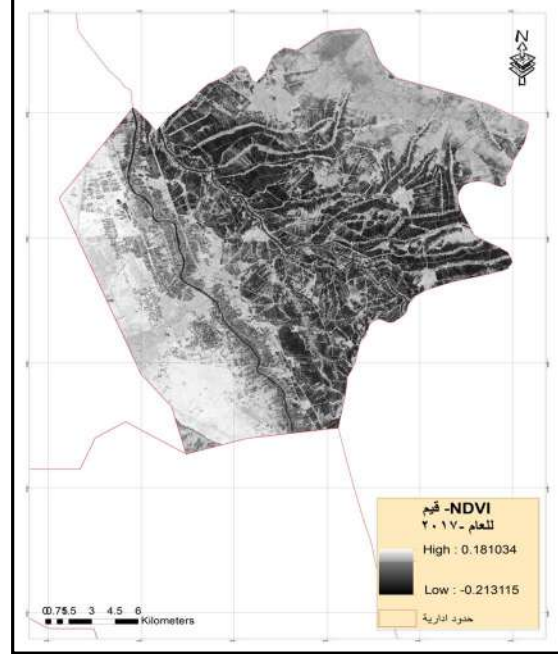 N
NDVI- قيم
للعام -٢٠١٧
High : 0.181034
Low : -0.213115
حدود ادارية
0 0.75 1.5 3 4.5 6
Kilometers